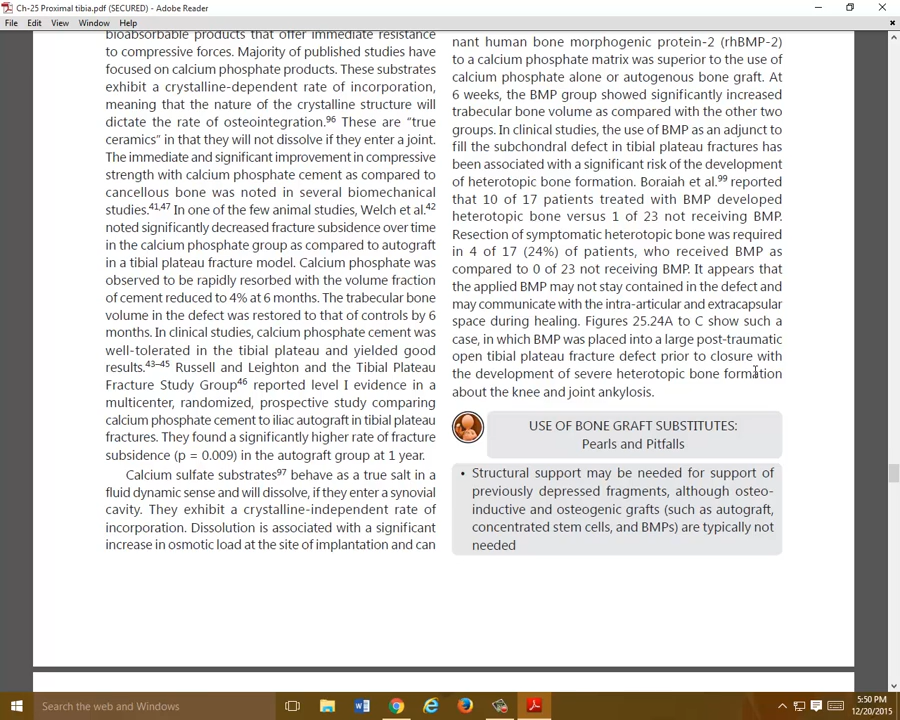 Ch-25 Proximal tibia.pdf (SECURED) - Adobe Reader
File Edit View Window Help
bioabsorbable products that offer immediate resistance
to compressive forces. Majority of published studies have
focused on calcium phosphate products. These substrates
exhibit a crystalline-dependent rate of incorporation,
meaning that the nature of the crystalline structure will
dictate the rate of osteointegration.96 These are “true
ceramics” in that they will not dissolve if they enter a joint.
The immediate and significant improvement in compressive
strength with calcium phosphate cement as compared to
cancellous bone was noted in several biomechanical
studies.41,47 In one of the few animal studies, Welch et al.42
noted significantly decreased fracture subsidence over time
in the calcium phosphate group as compared to autograft
in a tibial plateau fracture model. Calcium phosphate was
observed to be rapidly resorbed with the volume fraction
of cement reduced to 4% at 6 months. The trabecular bone
volume in the defect was restored to that of controls by 6
months. In clinical studies, calcium phosphate cement was
well-tolerated in the tibial plateau and yielded good
results.43–45 Russell and Leighton and the Tibial Plateau
Fracture Study Group46 reported level I evidence in a
multicenter, randomized, prospective study comparing
calcium phosphate cement to iliac autograft in tibial plateau
fractures. They found a significantly higher rate of fracture
subsidence (p = 0.009) in the autograft group at 1 year.
Calcium sulfate substrates97 behave as a true salt in a
fluid dynamic sense and will dissolve, if they enter a synovial
cavity. They exhibit a crystalline-independent rate of
incorporation. Dissolution is associated with a significant
increase in osmotic load at the site of implantation and can
nant human bone morphogenic protein-2 (rhBMP-2)
to a calcium phosphate matrix was superior to the use of
calcium phosphate alone or autogenous bone graft. At
6 weeks, the BMP group showed significantly increased
trabecular bone volume as compared with the other two
groups. In clinical studies, the use of BMP as an adjunct to
fill the subchondral defect in tibial plateau fractures has
been associated with a significant risk of the development
of heterotopic bone formation. Boraiah et al.99 reported
that 10 of 17 patients treated with BMP developed
heterotopic bone versus 1 of 23 not receiving BMP.
Resection of symptomatic heterotopic bone was required
in 4 of 17 (24%) of patients, who received BMP as
compared to 0 of 23 not receiving BMP. It appears that
the applied BMP may not stay contained in the defect and
may communicate with the intra-articular and extracapsular
space during healing. Figures 25.24A to C show such a
case, in which BMP was placed into a large post-traumatic
open tibial plateau fracture defect prior to closure with
the development of severe heterotopic bone formation
about the knee and joint ankylosis.
USE OF BONE GRAFT SUBSTITUTES:
Pearls and Pitfalls
• Structural support may be needed for support of
previously depressed fragments, although osteo-
inductive and osteogenic grafts (such as autograft,
concentrated stem cells, and BMPs) are typically not
needed
Search the web and Windows
5:50 PM
12/20/2015